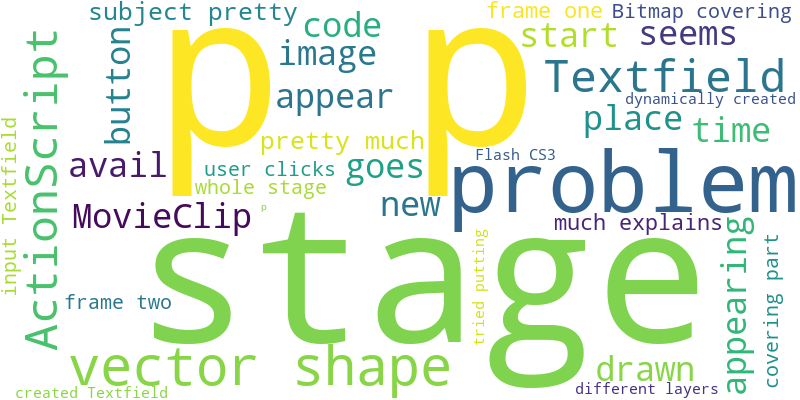 subject pretty
frame one
Bitmap covering
p p
code
start
seems
button
image
Textfield
ActionScript
appear
dynamically created
place
time
pretty much
avail
user clicks
goes
Flash CS3
problem
whole stage
input Textfield
MovieClip
p
new
much explains
stage
tried putting
appearing
covering part
frame two
vector shape
drawn
created Textfield
different layers